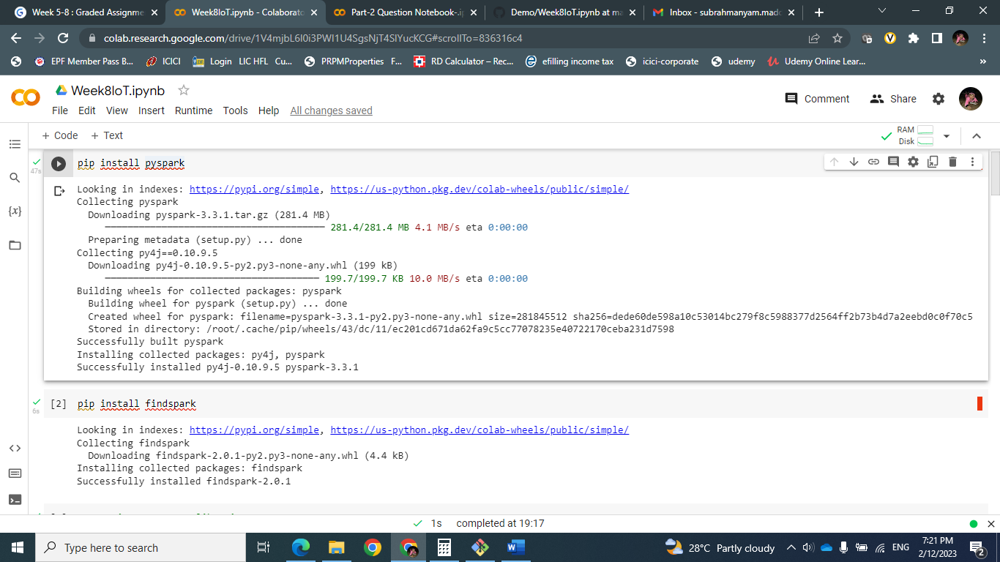 Week 5-8 : Graded Assignme
Week8IoT.ipynb - Colaborato
Part-2 Question Notebook-.i
Demo/Week8IoT.ipynb at ma
Inbox - subrahmanyam.mado
colab.research.google.com/drive/1V4mjbL6I0i3PWI1U4SgsNjT4SlYucKCG#scrollTo=836316c4
EPF Member Pass B...
ICICI
Login LIC HFL Cu...
PRPMProperties F...
RD Calculator – Rec...
efilling income tax
icici-corporate
udemy
Udemy Online Lear...
Week8IoT.ipynb
Comment
Share
File Edit View Insert Runtime Tools Help All changes saved
+ Code + Text
RAM
Disk
pip install pyspark
47s
Looking in indexes: https://pypi.org/simple, https://us-python.pkg.dev/colab-wheels/public/simple/
Collecting pyspark
Downloading pyspark-3.3.1.tar.gz (281.4 MB)
281.4/281.4 MB 4.1 MB/s eta 0:00:00
Preparing metadata (setup.py) ... done
Collecting py4j==0.10.9.5
Downloading py4j-0.10.9.5-py2.py3-none-any.whl (199 kB)
199.7/199.7 KB 10.0 MB/s eta 0:00:00
Building wheels for collected packages: pyspark
Building wheel for pyspark (setup.py) ... done
Created wheel for pyspark: filename=pyspark-3.3.1-py2.py3-none-any.whl size=281845512 sha256=dede60de598a10c53014bc279f8c5988377d2564ff2b73b4d7a2eebd0c0f70c5
Stored in directory: /root/.cache/pip/wheels/43/dc/11/ec201cd671da62fa9c5cc77078235e40722170ceba231d7598
Successfully built pyspark
Installing collected packages: py4j, pyspark
Successfully installed py4j-0.10.9.5 pyspark-3.3.1
[2] pip install findspark
6s
Looking in indexes: https://pypi.org/simple, https://us-python.pkg.dev/colab-wheels/public/simple/
Collecting findspark
Downloading findspark-2.0.1-py2.py3-none-any.whl (4.4 kB)
Installing collected packages: findspark
Successfully installed findspark-2.0.1
1s completed at 19:17
Type here to search
28°C Partly cloudy
ENG
7:21 PM
2/12/2023
2